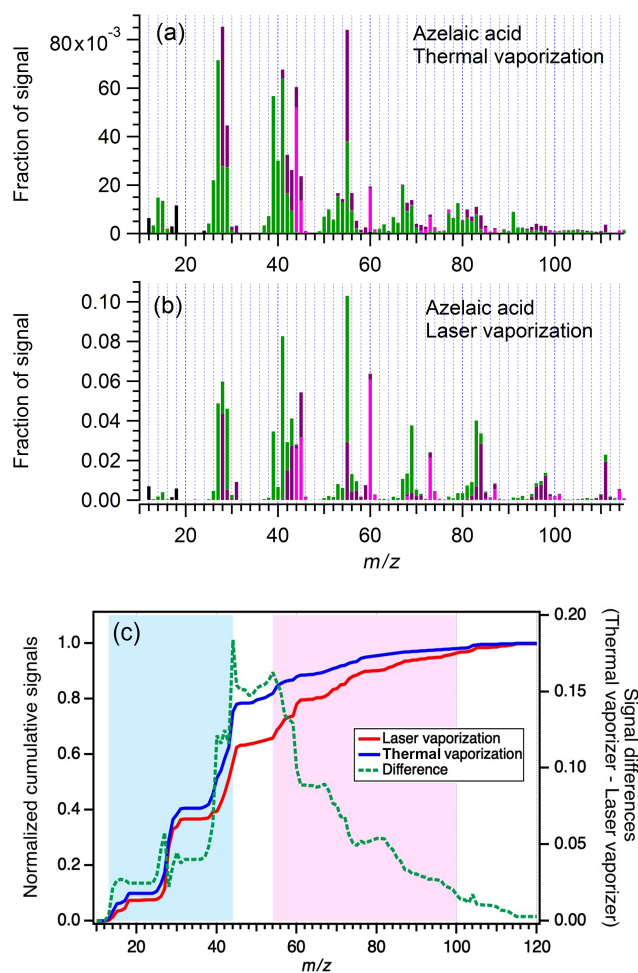 (a)
Azelaic acid
Thermal vaporization
Fraction of signal
80x10⁻³
60
40
20
0
20 40 60 80 100
(b)
Azelaic acid
Laser vaporization
Fraction of signal
0.10
0.08
0.06
0.04
0.02
0.00
20 40 60 80 100
m/z
(c)
Normalized cumulative signals
1.0
0.8
0.6
0.4
0.2
0.0
Laser vaporization
Thermal vaporization
Difference
0.20
0.15
0.10
0.05
0.00
Signal differences
(Thermal vaporizer - Laser vaporizer)
20 40 60 80 100 120
m/z